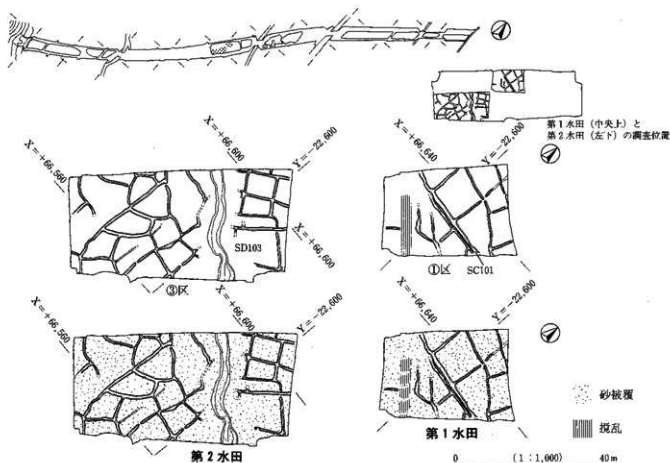 第1水田（中央上）と
第2水田（左下）の調査位置
X=+66,560
X=+66,600
Y=-22,600
X=+66,640
Y=-22,600
SD103
X=+66,600
③区
①区
SC101
X=+66,560
X=+66,600
Y=-22,600
X=+66,640
Y=-22,600
砂被覆
撹乱
第2水田
第1水田
0 (1:1,000) 40m